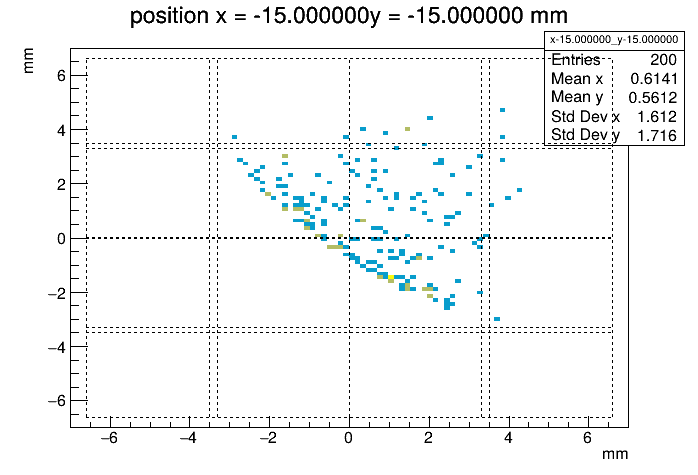 position x = -15.000000y = -15.000000 mm
x-15.000000_y-15.000000
Entries 200
Mean x 0.6141
Mean y 0.5612
Std Dev x 1.612
Std Dev y 1.716
mm
6
4
2
0
−2
−4
−6
−6 −4 −2 0 2 4 6
mm